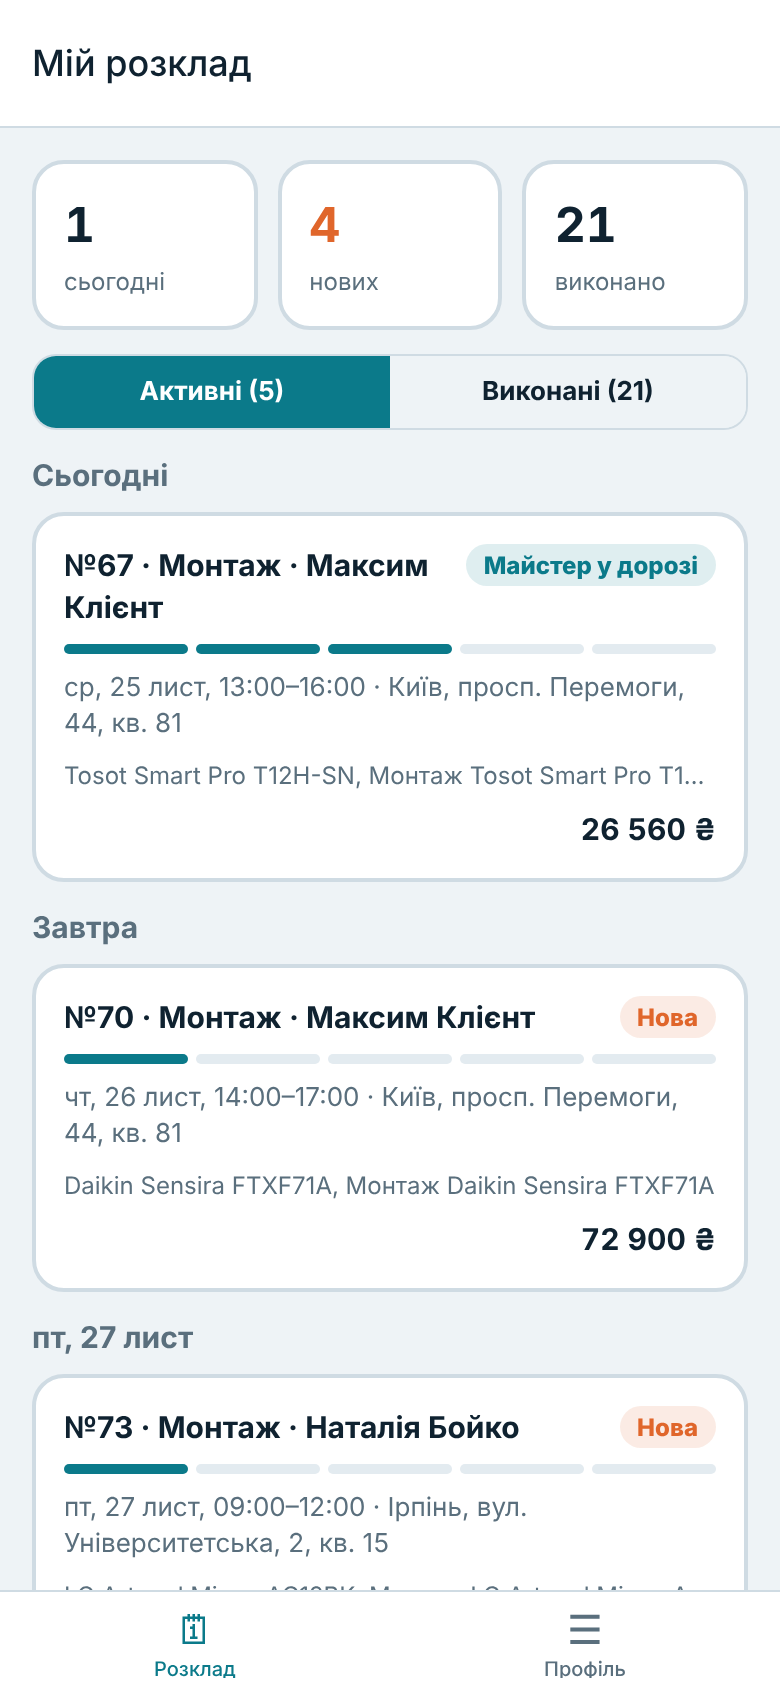 Мій розклад
1
сьогодні
4
нових
21
виконано
Активні (5)
Виконані (21)
Сьогодні
№67 · Монтаж · Максим
Клієнт
Майстер у дорозі
ср, 25 лист, 13:00–16:00 · Київ, просп. Перемоги,
44, кв. 81
Tosot Smart Pro T12H-SN, Монтаж Tosot Smart Pro T1...
26 560 ₴
Завтра
№70 · Монтаж · Максим Клієнт
Нова
чт, 26 лист, 14:00–17:00 · Київ, просп. Перемоги,
44, кв. 81
Daikin Sensira FTXF71A, Монтаж Daikin Sensira FTXF71A
72 900 ₴
пт, 27 лист
№73 · Монтаж · Наталія Бойко
Нова
пт, 27 лист, 09:00–12:00 · Ірпінь, вул.
Університетська, 2, кв. 15
1
Розклад
Профіль